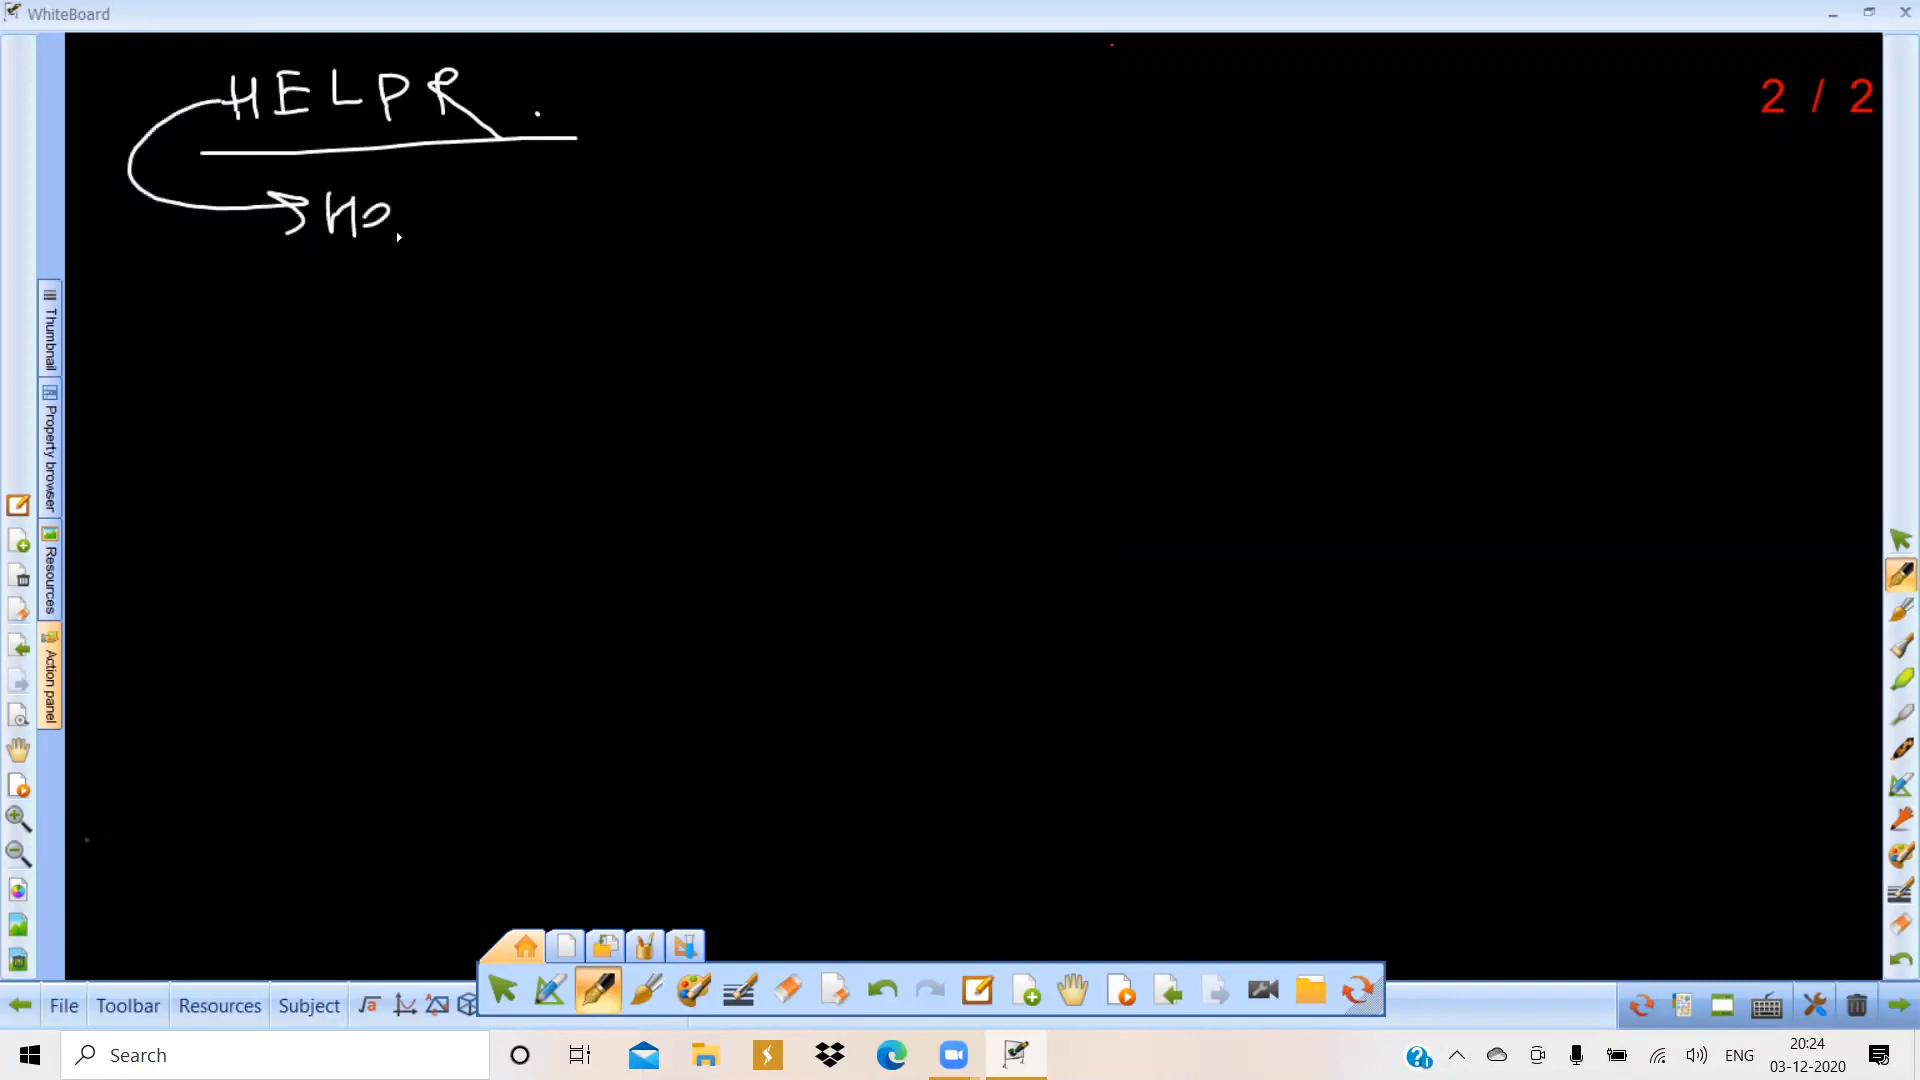 WhiteBoard
HELPR .
2 / 2
Ho
Thumbnail
Property browser
Resources
Action panel
File Toolbar Resources Subject
Search
ENG
20:24
03-12-2020